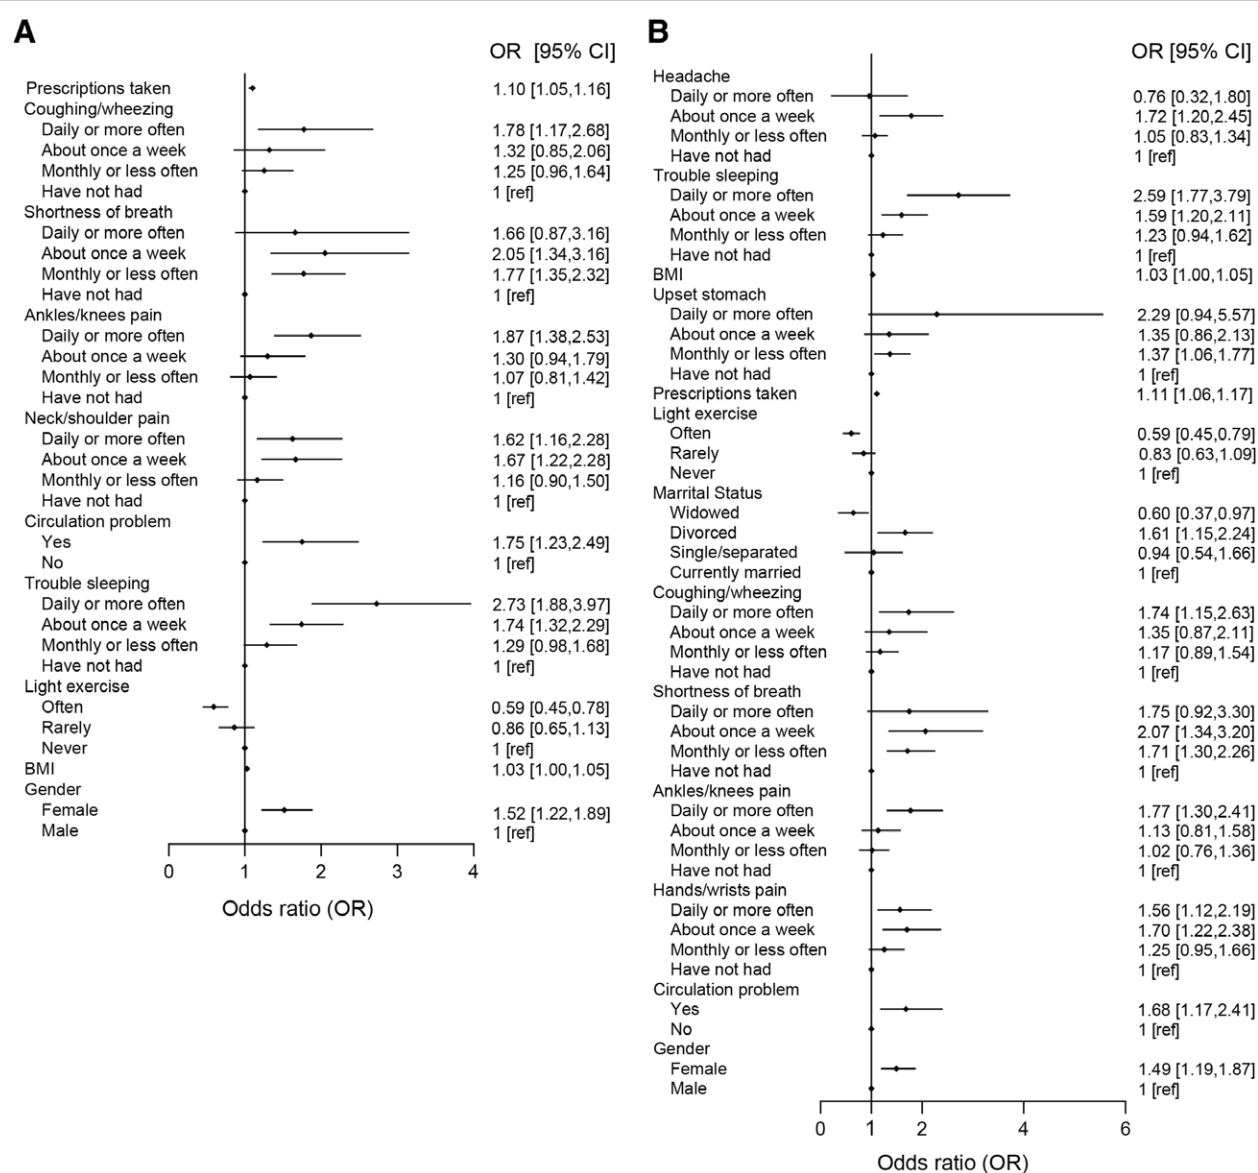 A
OR [95% CI]
Prescriptions taken 1.10 [1.05,1.16]
Coughing/wheezing
Daily or more often 1.78 [1.17,2.68]
About once a week 1.32 [0.85,2.06]
Monthly or less often 1.25 [0.96,1.64]
Have not had 1 [ref]
Shortness of breath
Daily or more often 1.66 [0.87,3.16]
About once a week 2.05 [1.34,3.16]
Monthly or less often 1.77 [1.35,2.32]
Have not had 1 [ref]
Ankles/knees pain
Daily or more often 1.87 [1.38,2.53]
About once a week 1.30 [0.94,1.79]
Monthly or less often 1.07 [0.81,1.42]
Have not had 1 [ref]
Neck/shoulder pain
Daily or more often 1.62 [1.16,2.28]
About once a week 1.67 [1.22,2.28]
Monthly or less often 1.16 [0.90,1.50]
Have not had 1 [ref]
Circulation problem
Yes 1.75 [1.23,2.49]
No 1 [ref]
Trouble sleeping
Daily or more often 2.73 [1.88,3.97]
About once a week 1.74 [1.32,2.29]
Monthly or less often 1.29 [0.98,1.68]
Have not had 1 [ref]
Light exercise
Often 0.59 [0.45,0.78]
Rarely 0.86 [0.65,1.13]
Never 1 [ref]
BMI 1.03 [1.00,1.05]
Gender
Female 1.52 [1.22,1.89]
Male 1 [ref]
0 1 2 3 4
Odds ratio (OR)
B
OR [95% CI]
Headache
Daily or more often 0.76 [0.32,1.80]
About once a week 1.72 [1.20,2.45]
Monthly or less often 1.05 [0.83,1.34]
Have not had 1 [ref]
Trouble sleeping
Daily or more often 2.59 [1.77,3.79]
About once a week 1.59 [1.20,2.11]
Monthly or less often 1.23 [0.94,1.62]
Have not had 1 [ref]
BMI 1.03 [1.00,1.05]
Upset stomach
Daily or more often 2.29 [0.94,5.57]
About once a week 1.35 [0.86,2.13]
Monthly or less often 1.37 [1.06,1.77]
Have not had 1 [ref]
Prescriptions taken 1.11 [1.06,1.17]
Light exercise
Often 0.59 [0.45,0.79]
Rarely 0.83 [0.63,1.09]
Never 1 [ref]
Marrital Status
Widowed 0.60 [0.37,0.97]
Divorced 1.61 [1.15,2.24]
Single/separated 0.94 [0.54,1.66]
Currently married 1 [ref]
Coughing/wheezing
Daily or more often 1.74 [1.15,2.63]
About once a week 1.35 [0.87,2.11]
Monthly or less often 1.17 [0.89,1.54]
Have not had 1 [ref]
Shortness of breath
Daily or more often 1.75 [0.92,3.30]
About once a week 2.07 [1.34,3.20]
Monthly or less often 1.71 [1.30,2.26]
Have not had 1 [ref]
Ankles/knees pain
Daily or more often 1.77 [1.30,2.41]
About once a week 1.13 [0.81,1.58]
Monthly or less often 1.02 [0.76,1.36]
Have not had 1 [ref]
Hands/wrists pain
Daily or more often 1.56 [1.12,2.19]
About once a week 1.70 [1.22,2.38]
Monthly or less often 1.25 [0.95,1.66]
Have not had 1 [ref]
Circulation problem
Yes 1.68 [1.17,2.41]
No 1 [ref]
Gender
Female 1.49 [1.19,1.87]
Male 1 [ref]
0 1 2 4 6
Odds ratio (OR)